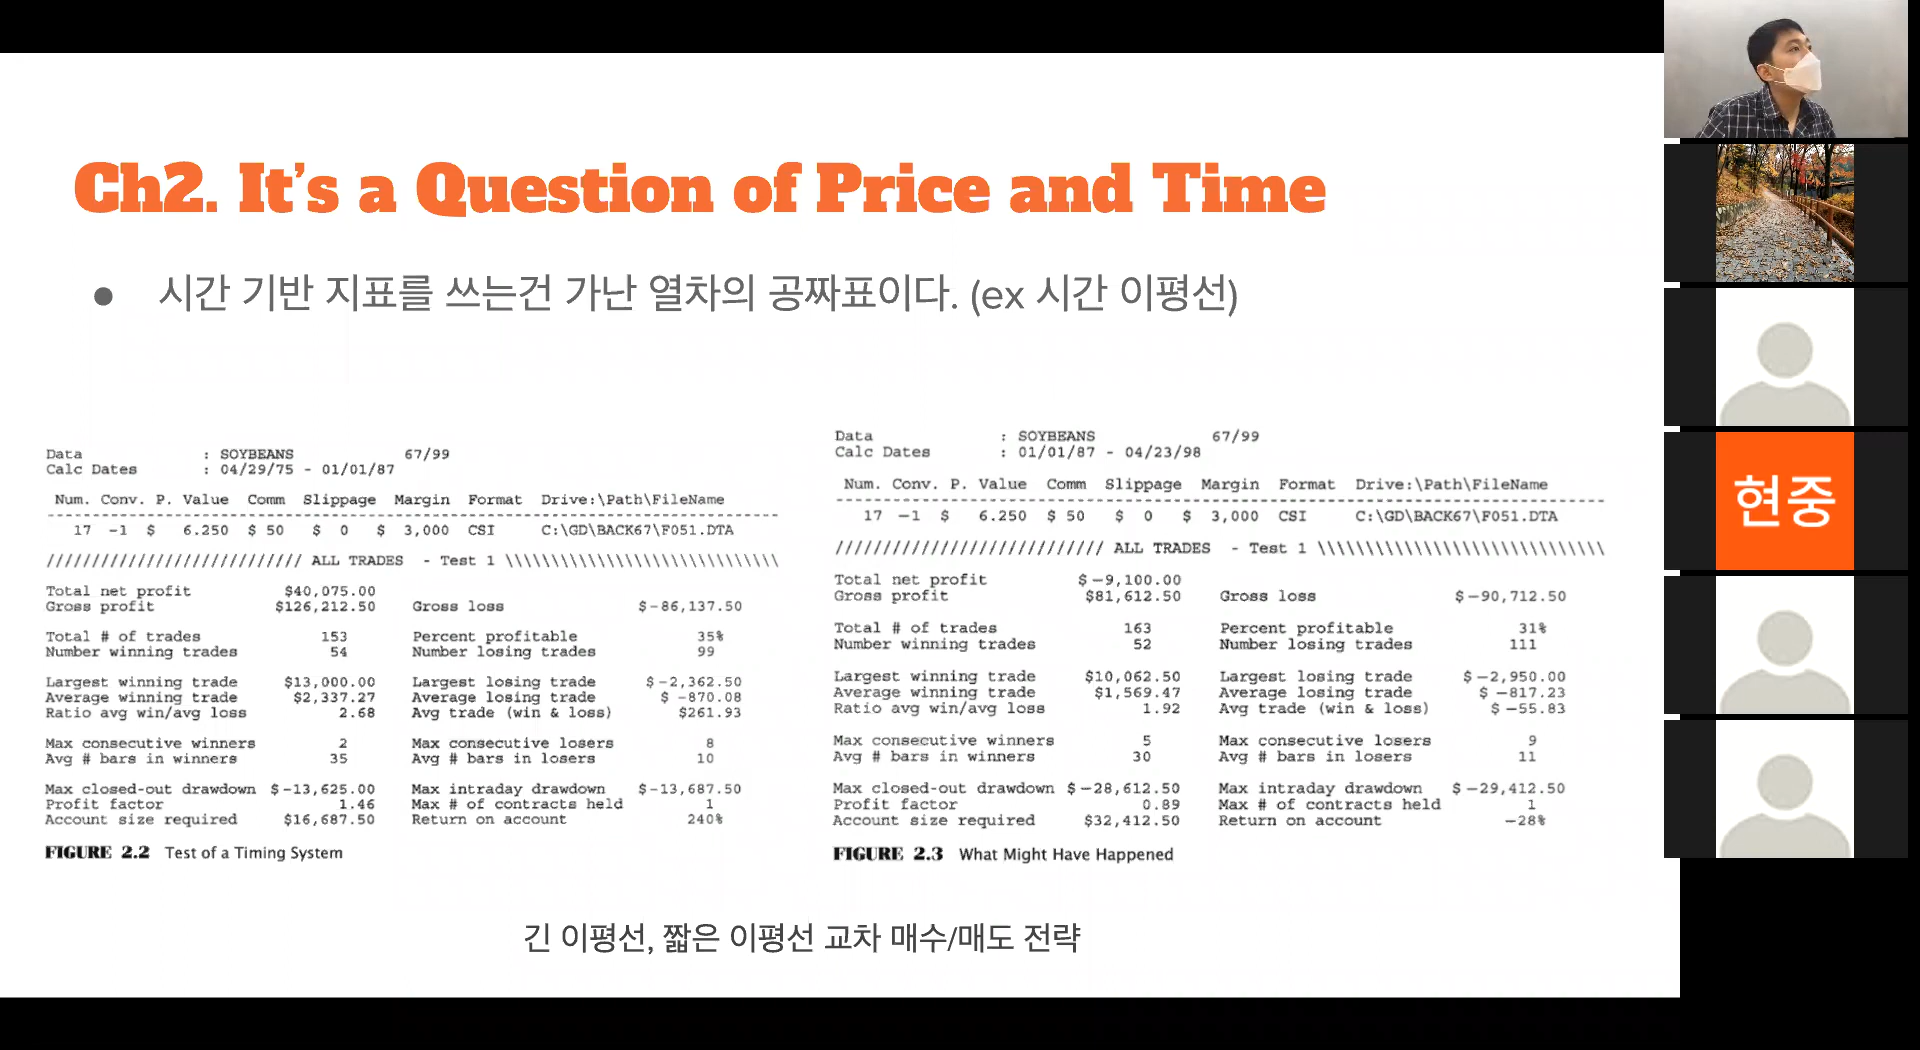 Ch2. It's a Question of Price and Time
● 시간 기반 지표를 쓰는건 가난 열차의 공짜표이다. (ex 시간 이평선)
Data : SOYBEANS 67/99
Calc Dates : 04/29/75 - 01/01/87
Num. Conv. P. Value Comm Slippage Margin Format Drive:\Path\FileName
17 -1 $ 6.250 $ 50 $ 0 $ 3,000 CSI C:\GD\BACK67\F051.DTA
//////////////////////////// ALL TRADES - Test 1 \\\\\\\\\\\\\\\\\\\\\\\\\\\\\\
Total net profit $40,075.00
Gross profit $126,212.50 Gross loss $-86,137.50
Total # of trades 153 Percent profitable 35%
Number winning trades 54 Number losing trades 99
Largest winning trade $13,000.00 Largest losing trade $-2,362.50
Average winning trade $2,337.27 Average losing trade $ -870.08
Ratio avg win/avg loss 2.68 Avg trade (win & loss) $261.93
Max consecutive winners 2 Max consecutive losers 8
Avg # bars in winners 35 Avg # bars in losers 10
Max closed-out drawdown $-13,625.00 Max intraday drawdown $-13,687.50
Profit factor 1.46 Max # of contracts held 1
Account size required $16,687.50 Return on account 240%
FIGURE 2.2 Test of a Timing System
Data : SOYBEANS 67/99
Calc Dates : 01/01/87 - 04/23/98
Num. Conv. P. Value Comm Slippage Margin Format Drive:\Path\FileName
17 -1 $ 6.250 $ 50 $ 0 $ 3,000 CSI C:\GD\BACK67\F051.DTA
//////////////////////////// ALL TRADES - Test 1 \\\\\\\\\\\\\\\\\\\\\\\\\\\\\\
Total net profit $-9,100.00
Gross profit $81,612.50 Gross loss $-90,712.50
Total # of trades 163 Percent profitable 31%
Number winning trades 52 Number losing trades 111
Largest winning trade $10,062.50 Largest losing trade $-2,950.00
Average winning trade $1,569.47 Average losing trade $ -817.23
Ratio avg win/avg loss 1.92 Avg trade (win & loss) $ -55.83
Max consecutive winners 5 Max consecutive losers 9
Avg # bars in winners 30 Avg # bars in losers 11
Max closed-out drawdown $-28,612.50 Max intraday drawdown $-29,412.50
Profit factor 0.89 Max # of contracts held 1
Account size required $32,412.50 Return on account -28%
FIGURE 2.3 What Might Have Happened
긴 이평선, 짧은 이평선 교차 매수/매도 전략
현중